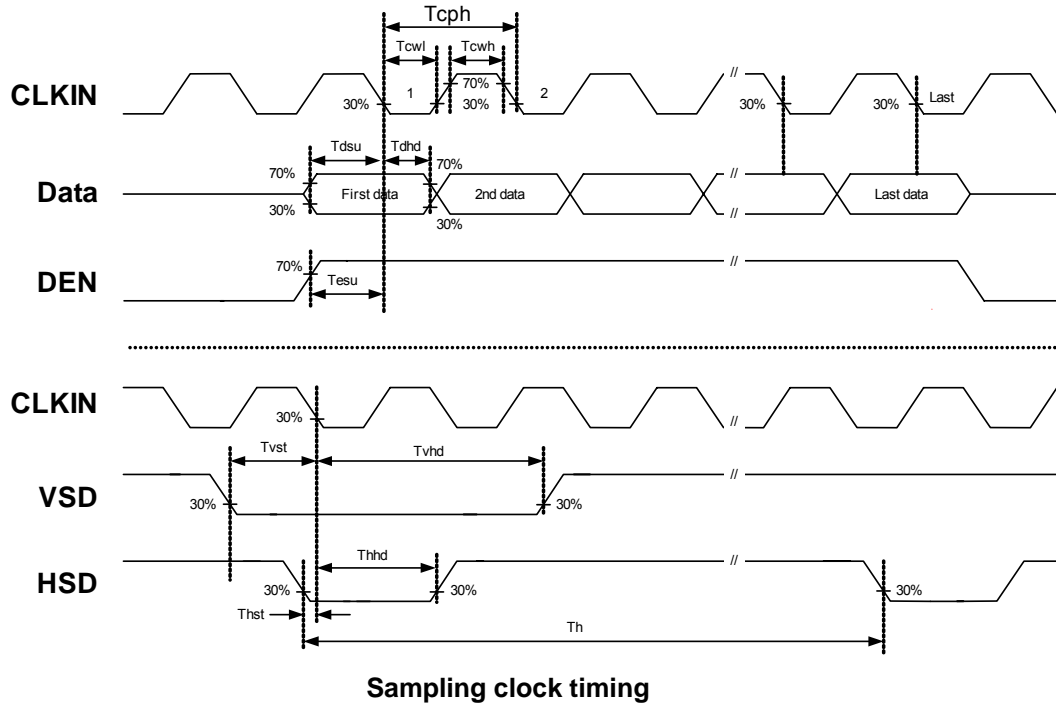 Tcph
Tcwl Tcwh
CLKIN 30% 1 70% 30% 2 // 30% 30% Last
Tdsu Tdhd
70% 70%
Data First data 2nd data // // Last data
30% 30%
DEN 70% Tesu //
CLKIN 30% //
Tvst Tvhd //
VSD 30% 30%
Thhd //
HSD 30% 30% 30%
Thst
Th
Sampling clock timing